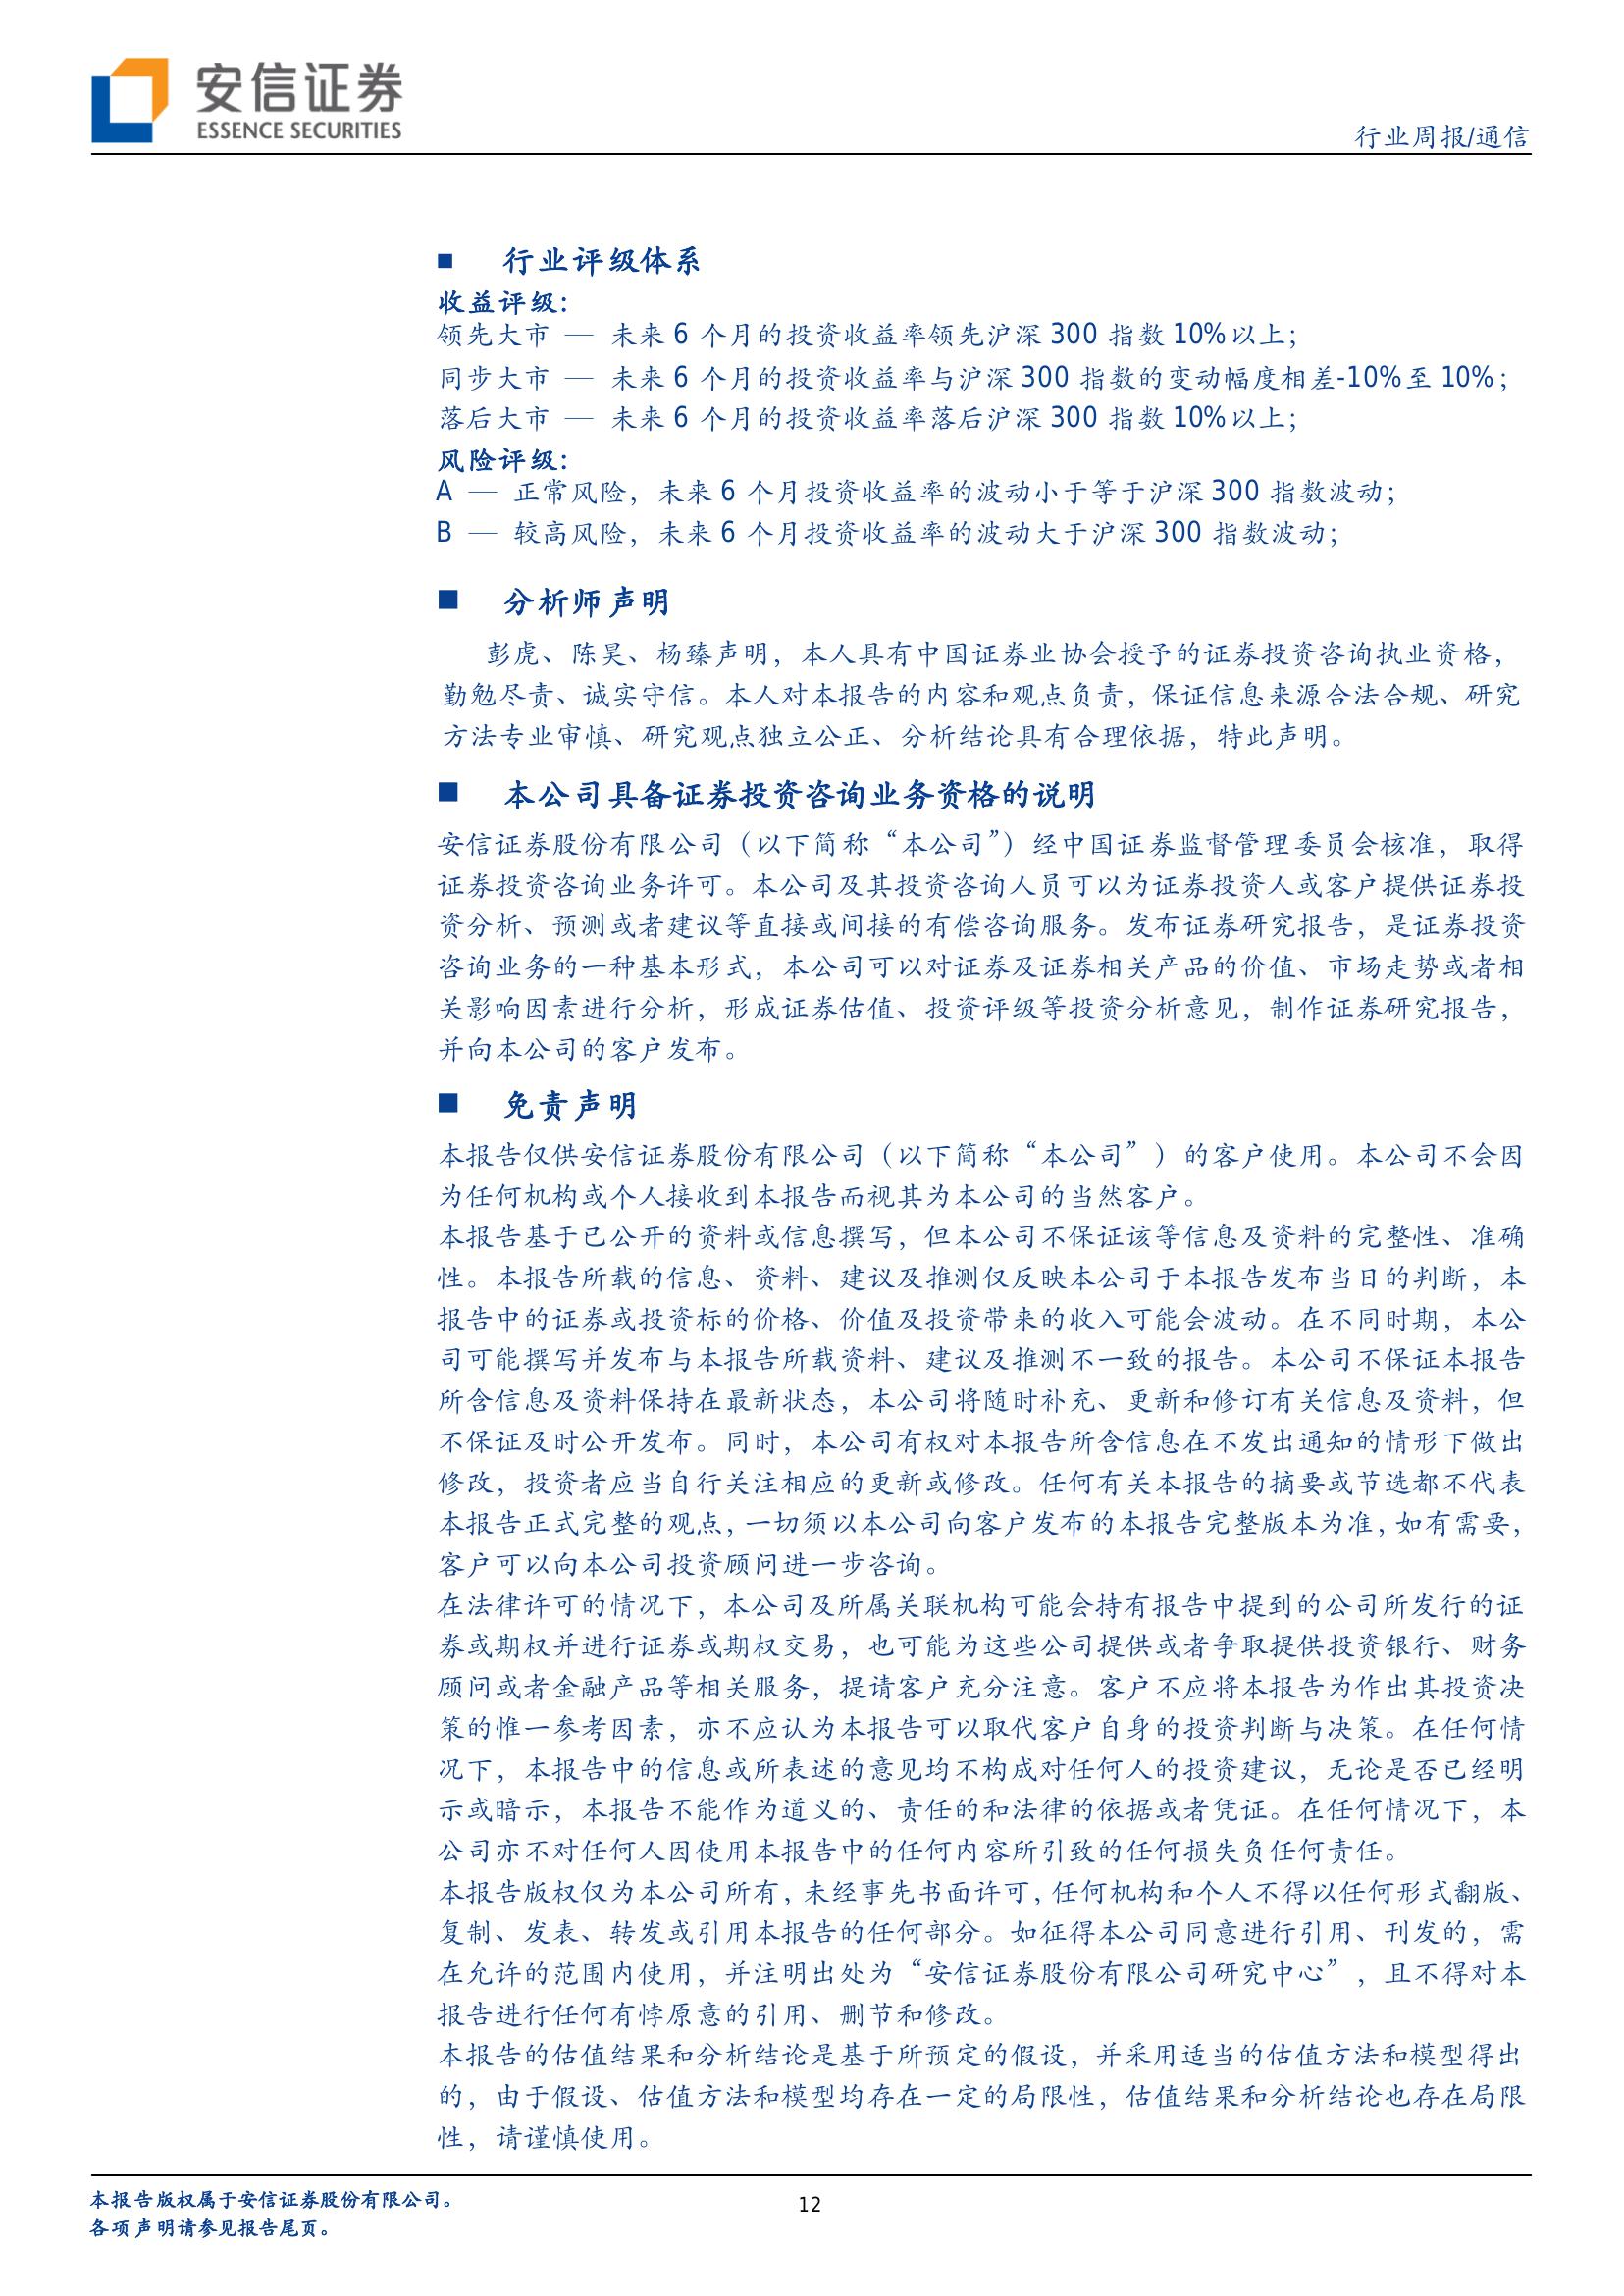 安信证券
ESSENCE SECURITIES
行业周报/通信
■ 行业评级体系
收益评级：
领先大市 — 未来 6 个月的投资收益率领先沪深 300 指数 10%以上；
同步大市 — 未来 6 个月的投资收益率与沪深 300 指数的变动幅度相差-10%至 10%；
落后大市 — 未来 6 个月的投资收益率落后沪深 300 指数 10%以上；
风险评级：
A — 正常风险，未来 6 个月投资收益率的波动小于等于沪深 300 指数波动；
B — 较高风险，未来 6 个月投资收益率的波动大于沪深 300 指数波动；
■ 分析师声明
彭虎、陈昊、杨臻声明，本人具有中国证券业协会授予的证券投资咨询执业资格，
勤勉尽责、诚实守信。本人对本报告的内容和观点负责，保证信息来源合法合规、研究
方法专业审慎、研究观点独立公正、分析结论具有合理依据，特此声明。
■ 本公司具备证券投资咨询业务资格的说明
安信证券股份有限公司（以下简称“本公司”）经中国证券监督管理委员会核准，取得
证券投资咨询业务许可。本公司及其投资咨询人员可以为证券投资人或客户提供证券投
资分析、预测或者建议等直接或间接的有偿咨询服务。发布证券研究报告，是证券投资
咨询业务的一种基本形式，本公司可以对证券及证券相关产品的价值、市场走势或者相
关影响因素进行分析，形成证券估值、投资评级等投资分析意见，制作证券研究报告，
并向本公司的客户发布。
■ 免责声明
本报告仅供安信证券股份有限公司（以下简称“本公司”）的客户使用。本公司不会因
为任何机构或个人接收到本报告而视其为本公司的当然客户。
本报告基于已公开的资料或信息撰写，但本公司不保证该等信息及资料的完整性、准确
性。本报告所载的信息、资料、建议及推测仅反映本公司于本报告发布当日的判断，本
报告中的证券或投资标的价格、价值及投资带来的收入可能会波动。在不同时期，本公
司可能撰写并发布与本报告所载资料、建议及推测不一致的报告。本公司不保证本报告
所含信息及资料保持在最新状态，本公司将随时补充、更新和修订有关信息及资料，但
不保证及时公开发布。同时，本公司有权对本报告所含信息在不发出通知的情形下做出
修改，投资者应当自行关注相应的更新或修改。任何有关本报告的摘要或节选都不代表
本报告正式完整的观点，一切须以本公司向客户发布的本报告完整版本为准，如有需要，
客户可以向本公司投资顾问进一步咨询。
在法律许可的情况下，本公司及所属关联机构可能会持有报告中提到的公司所发行的证
券或期权并进行证券或期权交易，也可能为这些公司提供或者争取提供投资银行、财务
顾问或者金融产品等相关服务，提请客户充分注意。客户不应将本报告为作出其投资决
策的惟一参考因素，亦不应认为本报告可以取代客户自身的投资判断与决策。在任何情
况下，本报告中的信息或所表述的意见均不构成对任何人的投资建议，无论是否已经明
示或暗示，本报告不能作为道义的、责任的和法律的依据或者凭证。在任何情况下，本
公司亦不对任何人因使用本报告中的任何内容所引致的任何损失负任何责任。
本报告版权仅为本公司所有，未经事先书面许可，任何机构和个人不得以任何形式翻版、
复制、发表、转发或引用本报告的任何部分。如征得本公司同意进行引用、刊发的，需
在允许的范围内使用，并注明出处为“安信证券股份有限公司研究中心”，且不得对本
报告进行任何有悖原意的引用、删节和修改。
本报告的估值结果和分析结论是基于所预定的假设，并采用适当的估值方法和模型得出
的，由于假设、估值方法和模型均存在一定的局限性，估值结果和分析结论也存在局限
性，请谨慎使用。
本报告版权属于安信证券股份有限公司。
各项声明请参见报告尾页。
12